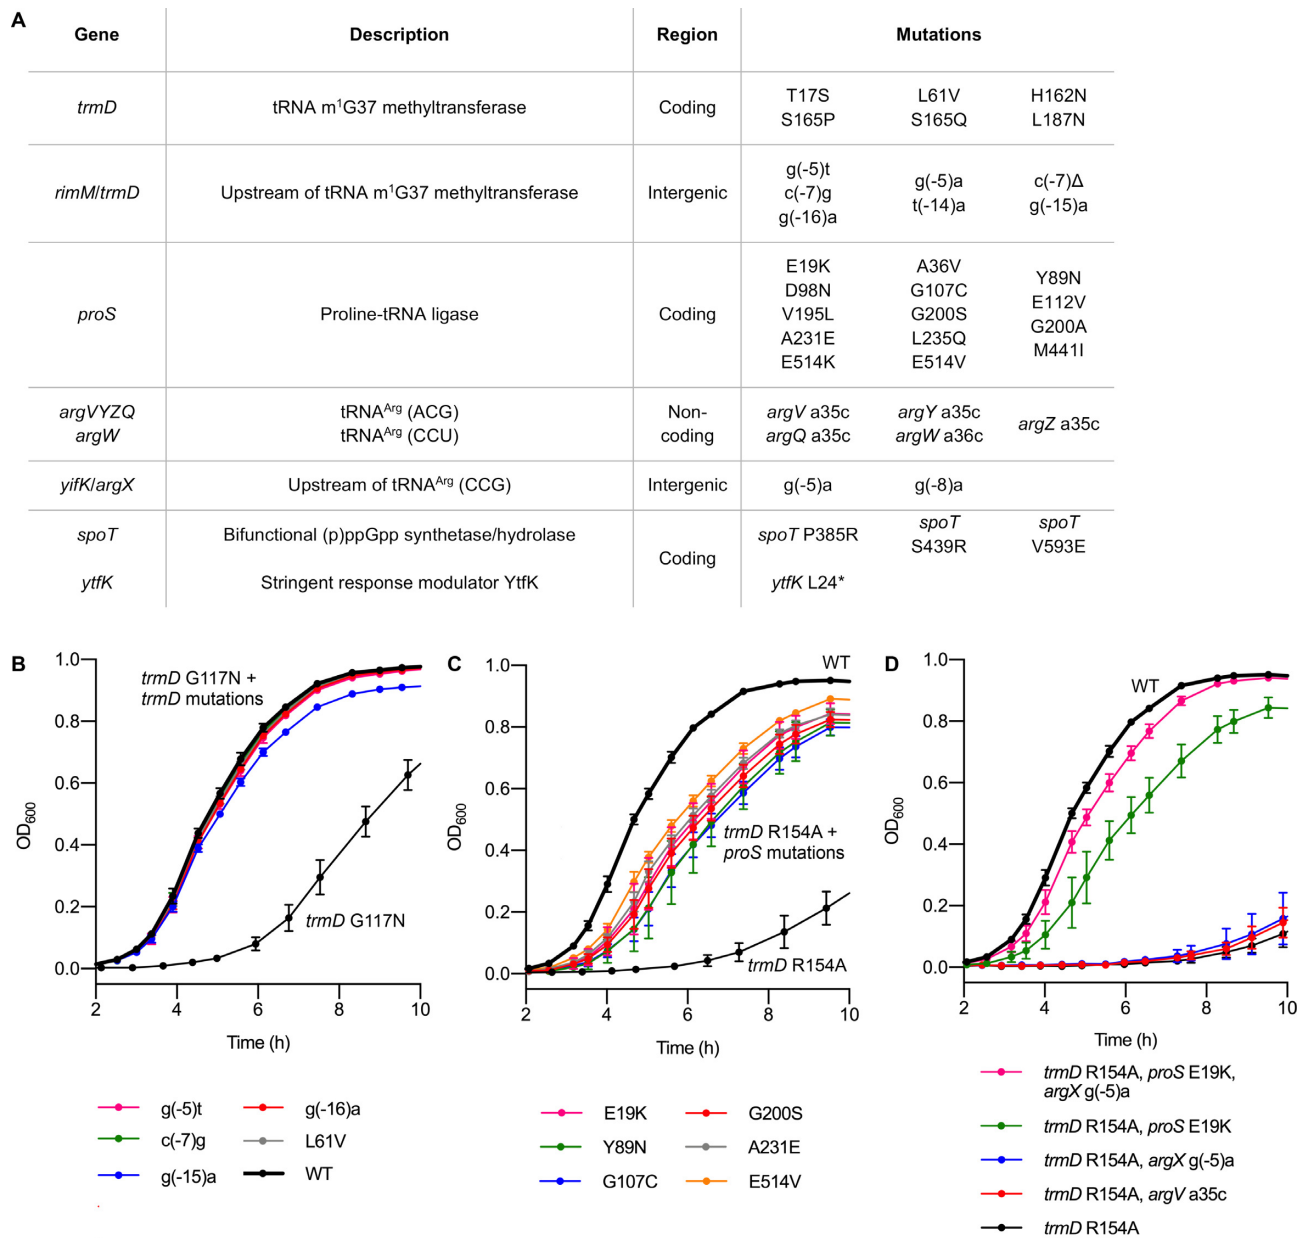 A
Gene Description Region Mutations
trmD tRNA m¹G37 methyltransferase Coding
T17S L61V H162N
S165P S165Q L187N
rimM/trmD Upstream of tRNA m¹G37 methyltransferase Intergenic
g(-5)t g(-5)a c(-7)Δ
c(-7)g t(-14)a g(-15)a
g(-16)a
proS Proline-tRNA ligase Coding
E19K A36V Y89N
D98N G107C E112V
V195L G200S G200A
A231E L235Q M441I
E514K E514V
argVYZQ tRNAᴬʳᵍ (ACG) Non-
argW tRNAᴬʳᵍ (CCU) coding
argV a35c argY a35c argZ a35c
argQ a35c argW a36c
yifK/argX Upstream of tRNAᴬʳᵍ (CCG) Intergenic g(-5)a g(-8)a
spoT Bifunctional (p)ppGpp synthetase/hydrolase
Coding
spoT P385R spoT S439R spoT V593E
ytfK Stringent response modulator YtfK ytfK L24*
B
1.0
0.8
0.6
0.4
0.2
0.0
OD₆₀₀
trmD G117N +
trmD mutations
trmD G117N
2 4 6 8 10
Time (h)
g(-5)t g(-16)a
c(-7)g L61V
g(-15)a WT
C
1.0
0.8
0.6
0.4
0.2
0.0
OD₆₀₀
WT
trmD R154A +
proS mutations
trmD R154A
2 4 6 8 10
Time (h)
E19K G200S
Y89N A231E
G107C E514V
D
1.0
0.8
0.6
0.4
0.2
0.0
OD₆₀₀
WT
2 4 6 8 10
Time (h)
trmD R154A, proS E19K,
argX g(-5)a
trmD R154A, proS E19K
trmD R154A, argX g(-5)a
trmD R154A, argV a35c
trmD R154A